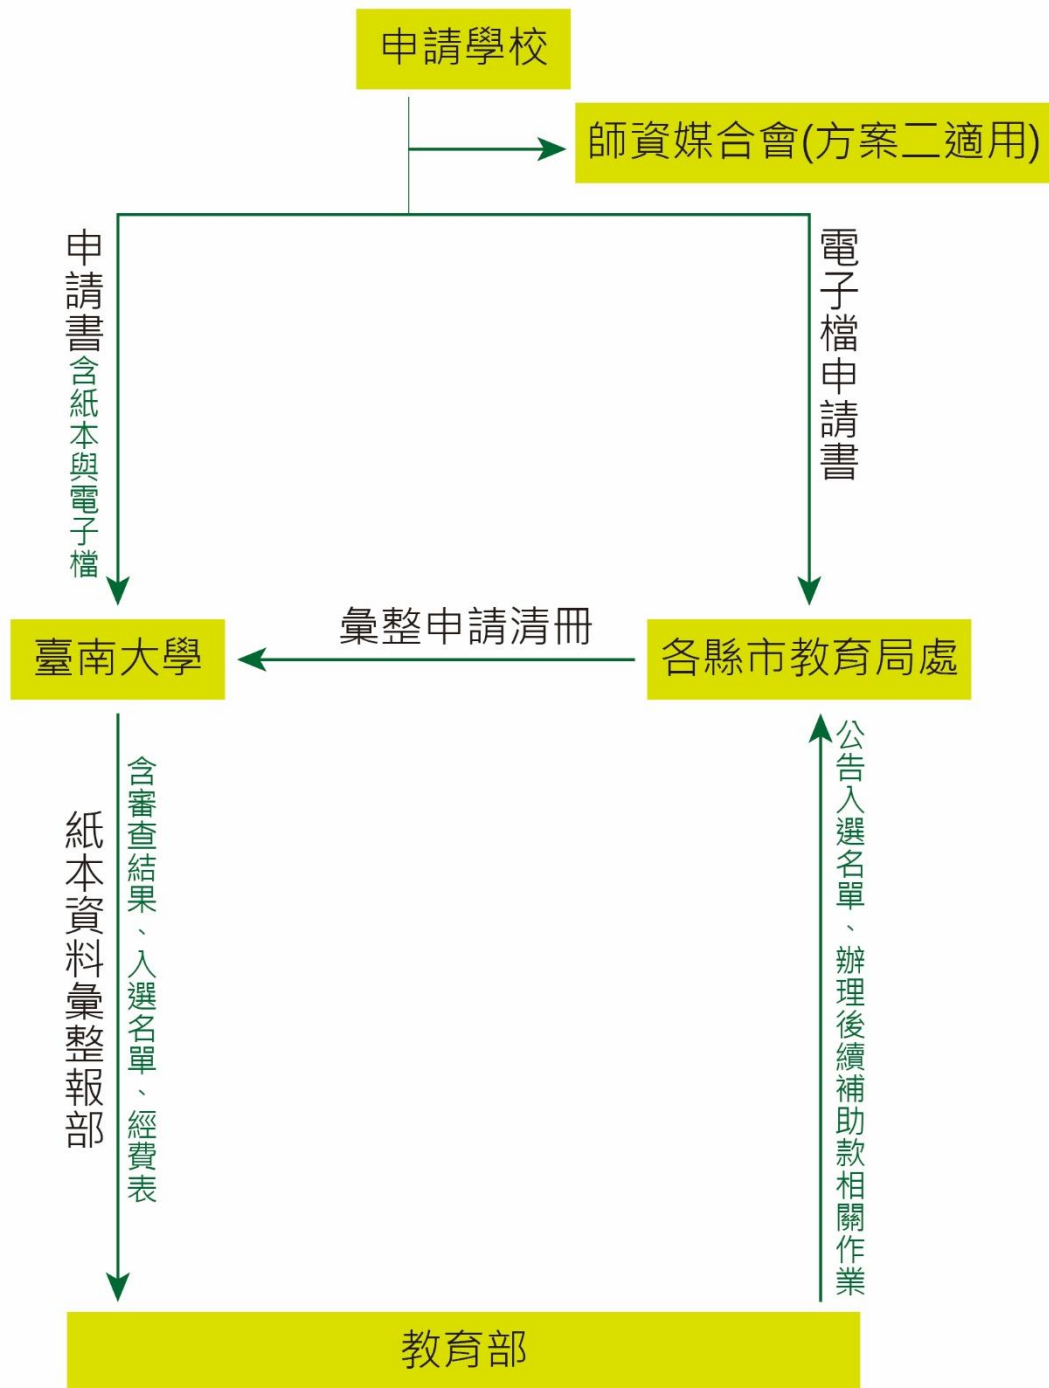 申請學校
師資媒合會(方案二適用)
申請書含紙本與電子檔
電子檔申請書
臺南大學
彙整申請清冊
各縣市教育局處
紙本資料彙整報部
含審查結果、入選名單、經費表
公告入選名單、辦理後續補助款相關作業
教育部